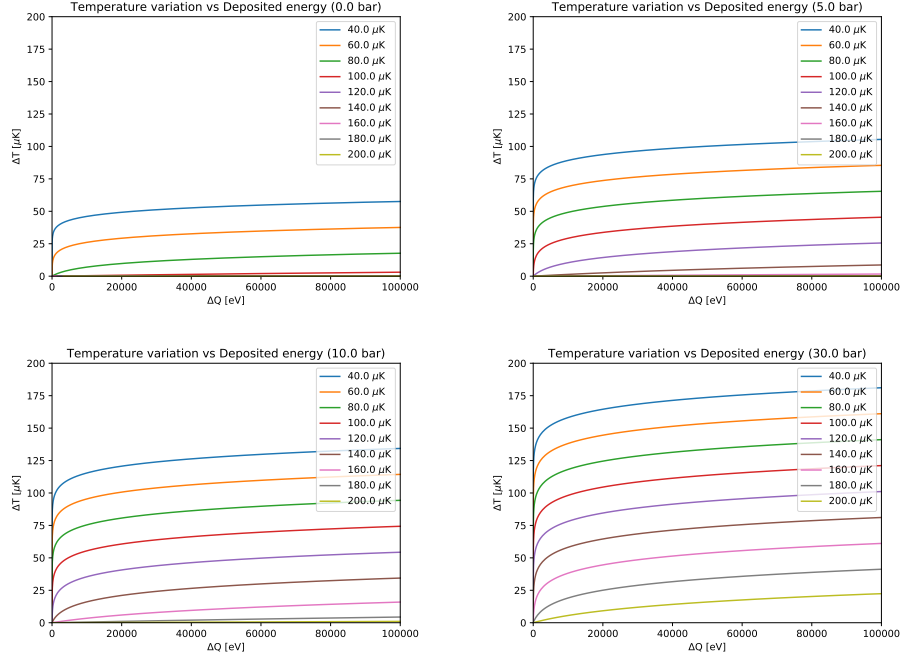 Temperature variation vs Deposited energy (0.0 bar)
200
175
150
125
100
75
50
25
0
ΔT [μK]
0 20000 40000 60000 80000 100000
ΔQ [eV]
40.0 μK
60.0 μK
80.0 μK
100.0 μK
120.0 μK
140.0 μK
160.0 μK
180.0 μK
200.0 μK
Temperature variation vs Deposited energy (5.0 bar)
200
175
150
125
100
75
50
25
0
ΔT [μK]
0 20000 40000 60000 80000 100000
ΔQ [eV]
40.0 μK
60.0 μK
80.0 μK
100.0 μK
120.0 μK
140.0 μK
160.0 μK
180.0 μK
200.0 μK
Temperature variation vs Deposited energy (10.0 bar)
200
175
150
125
100
75
50
25
0
ΔT [μK]
0 20000 40000 60000 80000 100000
ΔQ [eV]
40.0 μK
60.0 μK
80.0 μK
100.0 μK
120.0 μK
140.0 μK
160.0 μK
180.0 μK
200.0 μK
Temperature variation vs Deposited energy (30.0 bar)
200
175
150
125
100
75
50
25
0
ΔT [μK]
0 20000 40000 60000 80000 100000
ΔQ [eV]
40.0 μK
60.0 μK
80.0 μK
100.0 μK
120.0 μK
140.0 μK
160.0 μK
180.0 μK
200.0 μK